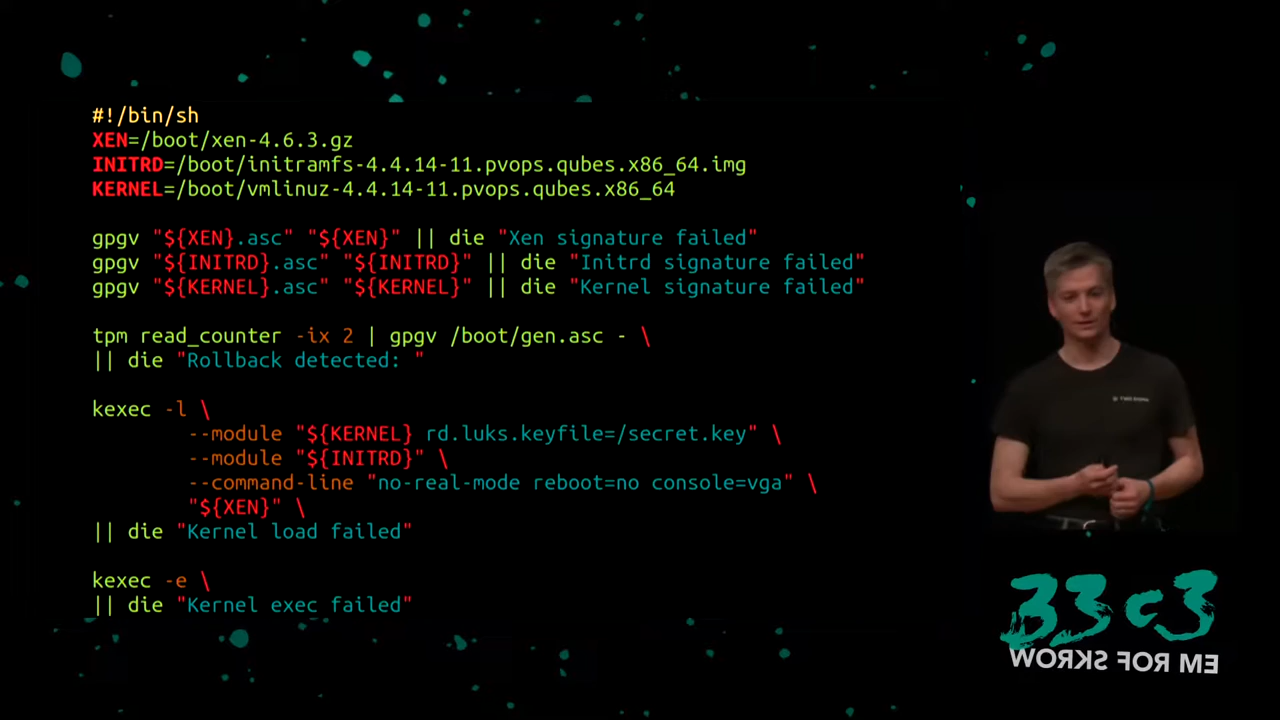 #!/bin/sh
XEN=/boot/xen-4.6.3.gz
INITRD=/boot/initramfs-4.4.14-11.pvops.qubes.x86_64.img
KERNEL=/boot/vmlinuz-4.4.14-11.pvops.qubes.x86_64
gpgv "${XEN}.asc" "${XEN}" || die "Xen signature failed"
gpgv "${INITRD}.asc" "${INITRD}" || die "Initrd signature failed"
gpgv "${KERNEL}.asc" "${KERNEL}" || die "Kernel signature failed"
tpm read_counter -ix 2 | gpgv /boot/gen.asc - \
|| die "Rollback detected: "
kexec -l \
--module "${KERNEL} rd.luks.keyfile=/secret.key" \
--module "${INITRD}" \
--command-line "no-real-mode reboot=no console=vga" \
"${XEN}" \
|| die "Kernel load failed"
kexec -e \
|| die "Kernel exec failed"
33c3
WORKS FOR ME